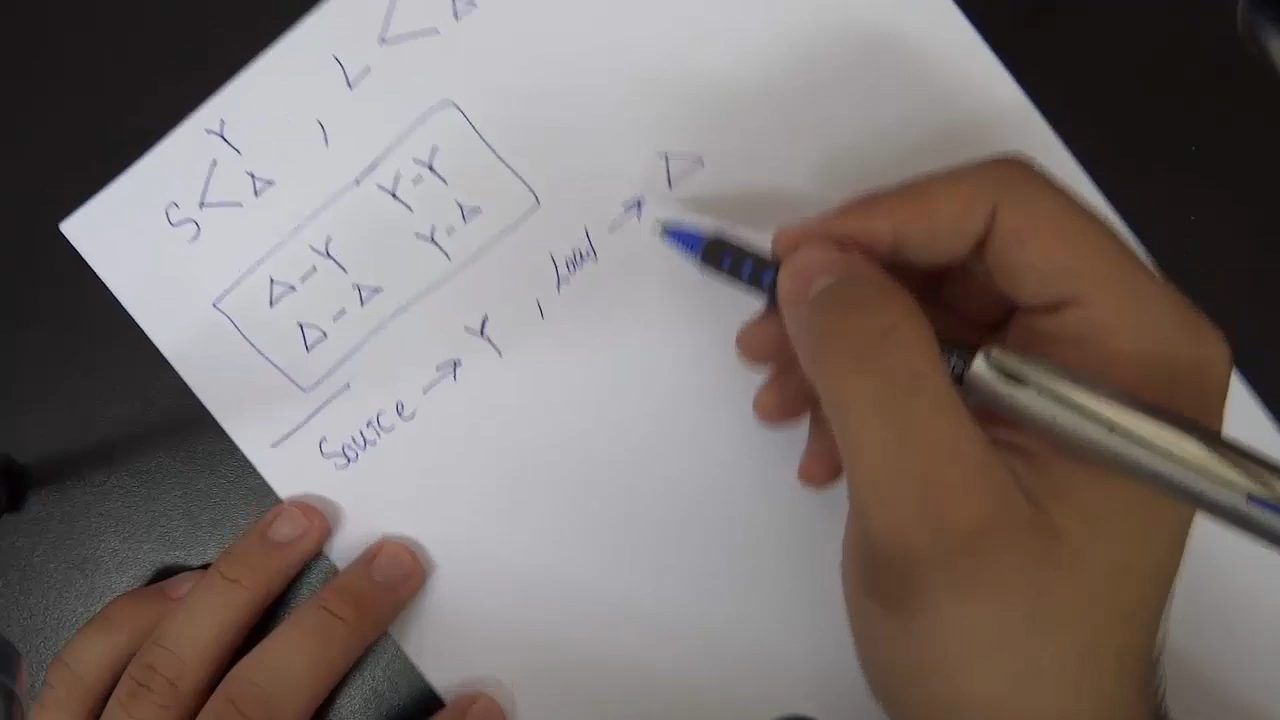 S < Y Δ , L < Δ
Δ-Y Y-Y
Δ-Δ Y-Δ
Source → Y , Load → Δ